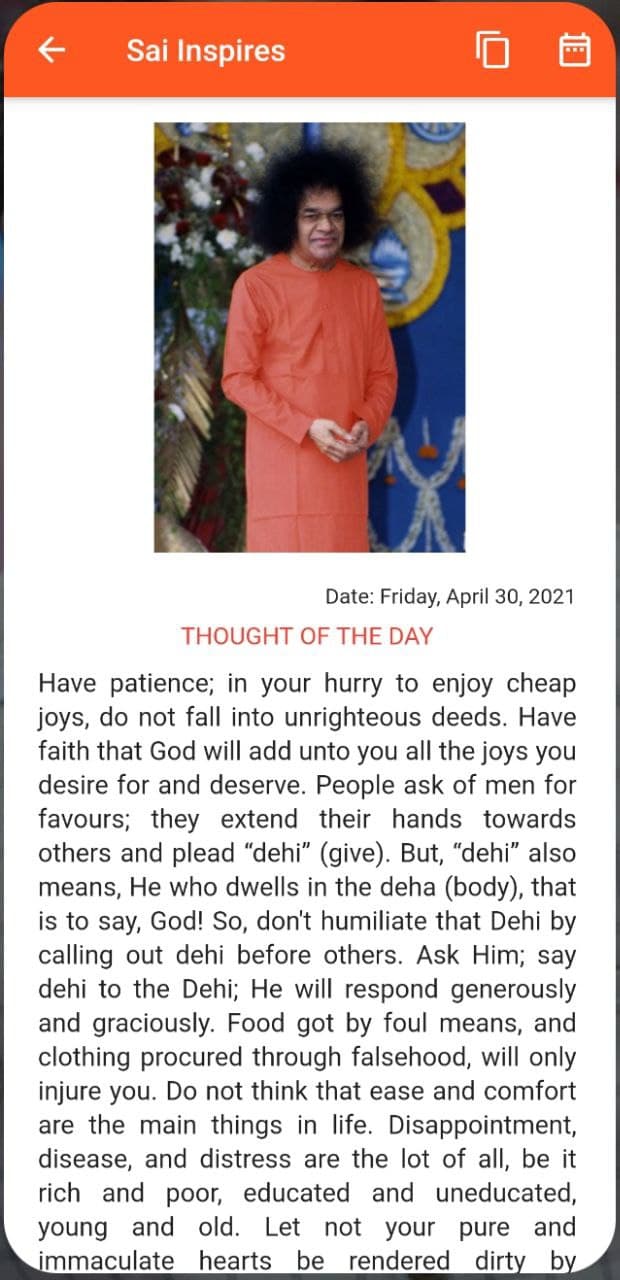 Sai Inspires
Date: Friday, April 30, 2021
THOUGHT OF THE DAY
Have patience; in your hurry to enjoy cheap
joys, do not fall into unrighteous deeds. Have
faith that God will add unto you all the joys you
desire for and deserve. People ask of men for
favours; they extend their hands towards
others and plead “dehi” (give). But, “dehi” also
means, He who dwells in the deha (body), that
is to say, God! So, don't humiliate that Dehi by
calling out dehi before others. Ask Him; say
dehi to the Dehi; He will respond generously
and graciously. Food got by foul means, and
clothing procured through falsehood, will only
injure you. Do not think that ease and comfort
are the main things in life. Disappointment,
disease, and distress are the lot of all, be it
rich and poor, educated and uneducated,
young and old. Let not your pure and
immaculate hearts be rendered dirty by